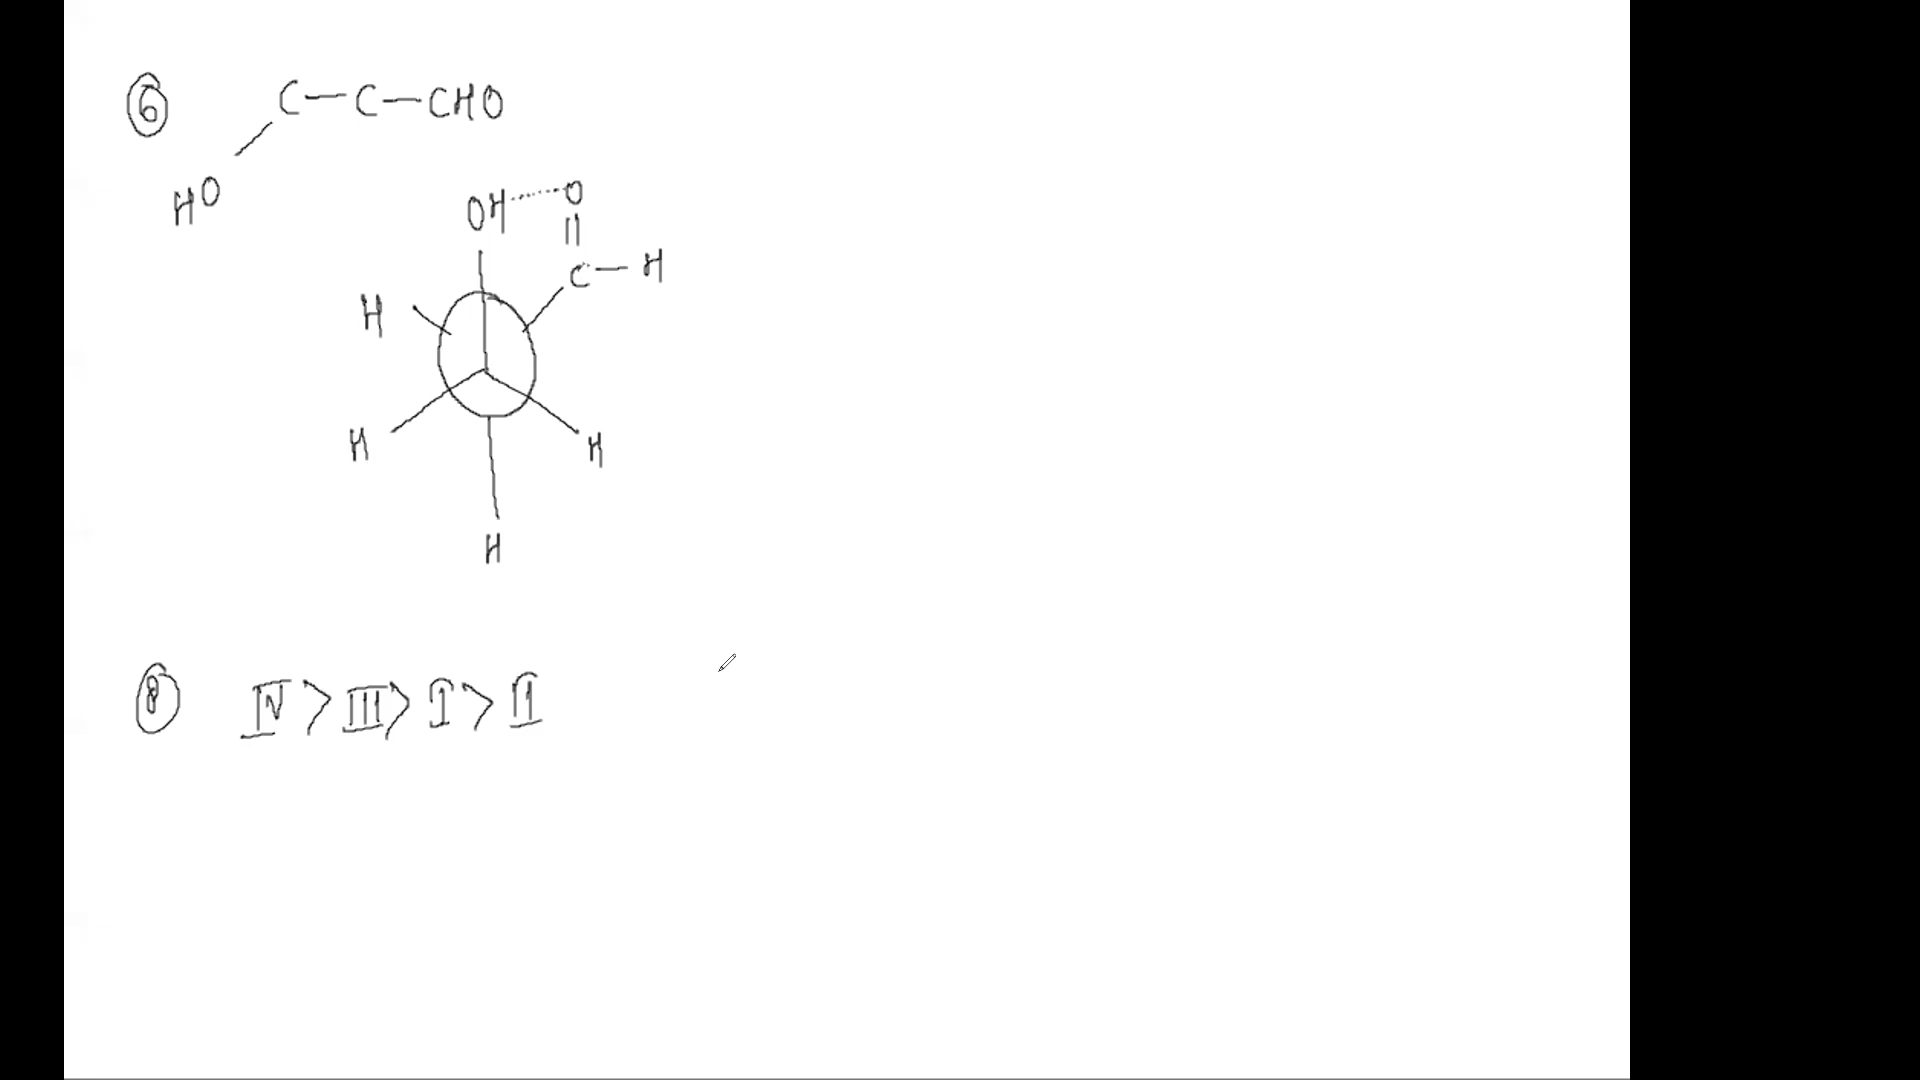 6 C-C-CHO
HO
OH O
C-H
H
H H
H
8 IV > III > I > II